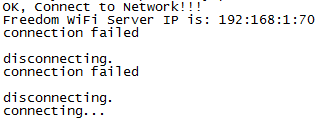 OK, Connect to Network!!!
Freedom WiFi Server IP is: 192:168:1:70
connection failed

disconnecting.
connection failed

disconnecting.
connecting...